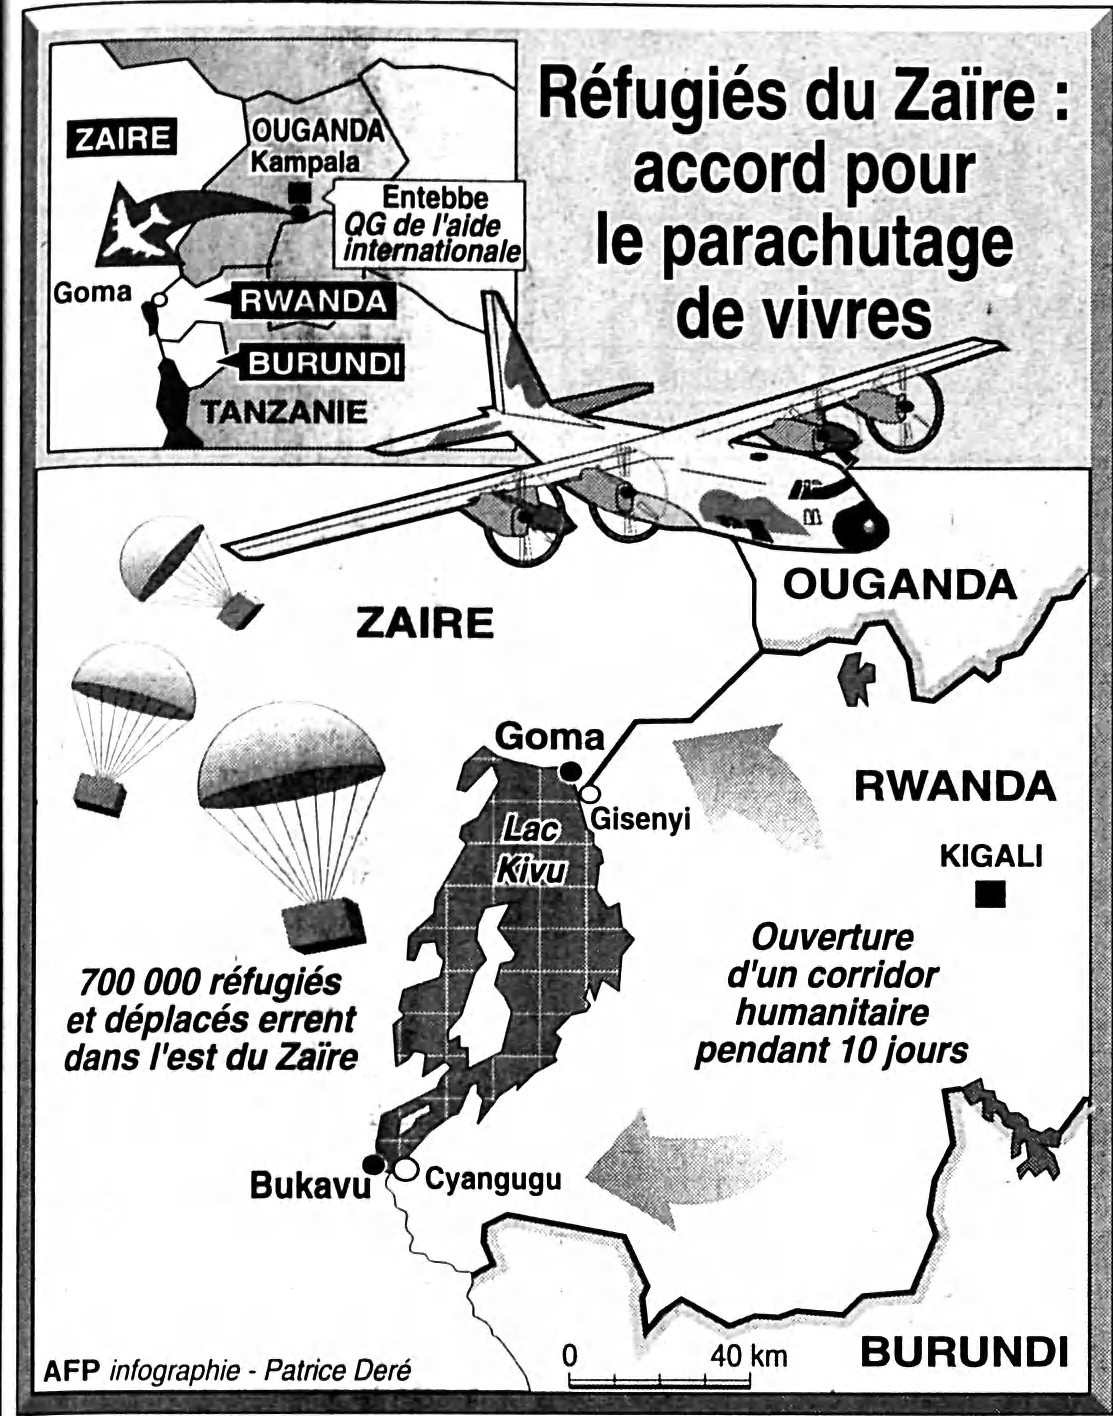 Réfugiés du Zaïre :
accord pour
le parachutage
de vivres
ZAIRE
OUGANDA
Kampala
Entebbe
QG de l'aide
internationale
Goma
RWANDA
BURUNDI
TANZANIE
OUGANDA
ZAIRE
Goma
Gisenyi
Lac
Kivu
RWANDA
KIGALI
700 000 réfugiés
et déplacés errent
dans l'est du Zaïre
Ouverture
d'un corridor
humanitaire
pendant 10 jours
Bukavu
Cyangugu
BURUNDI
0 40 km
AFP infographie - Patrice Deré